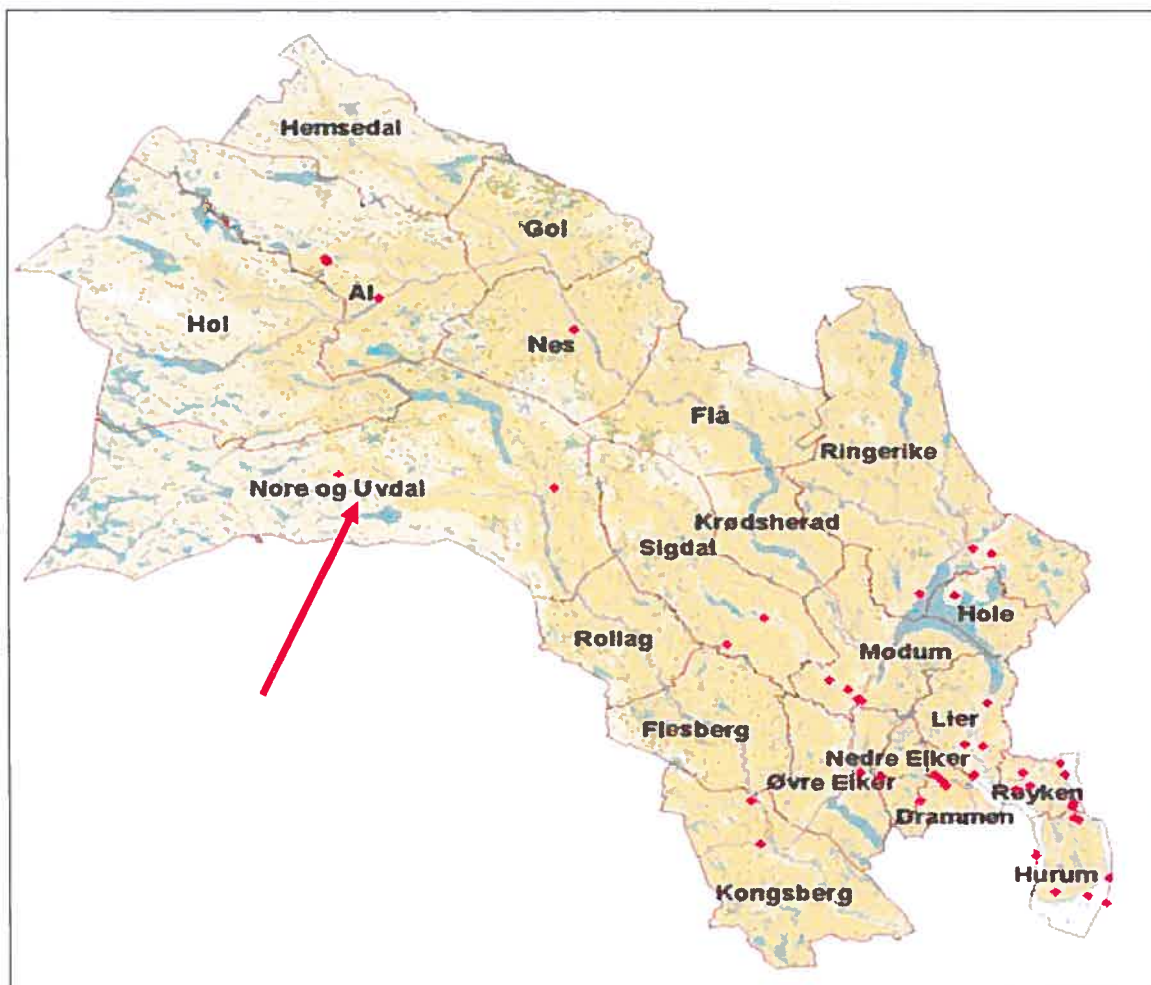 Hemsedal
Gol
Ål
Hol
Nes
Flå
Ringerike
Nore og Uvdal
Krødsherad
Sigdal
Hole
Rollag
Modum
Flesberg
Lier
Nedre Eiker
Øvre Eiker
Røyken
Drammen
Hurum
Kongsberg